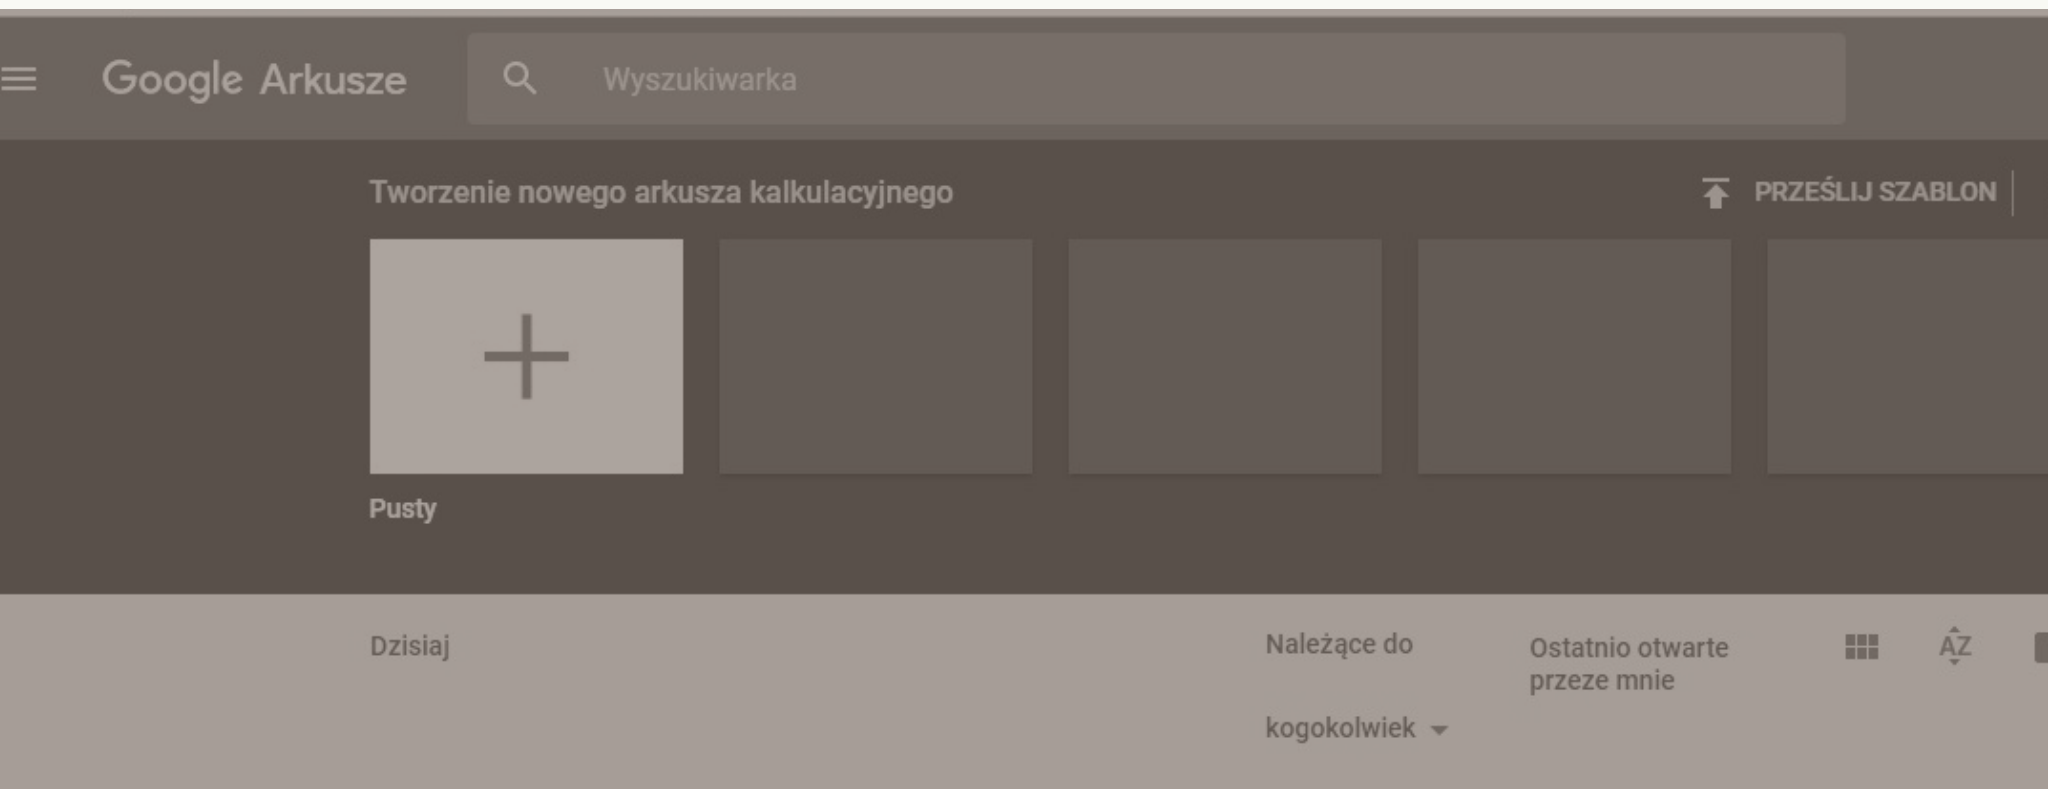 Google Arkusze
Wyszukiwarka
Tworzenie nowego arkusza kalkulacyjnego
PRZEŚLIJ SZABLON
Pusty
Dzisiaj
Należące do
kogokolwiek
Ostatnio otwarte
przeze mnie
AZ